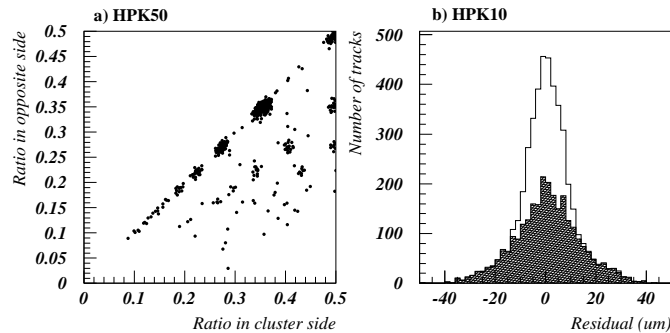 a) HPK50
Ratio in opposite side
0.5
0.45
0.4
0.35
0.3
0.25
0.2
0.15
0.1
0.05
0
0 0.1 0.2 0.3 0.4 0.5
Ratio in cluster side
b) HPK10
Number of tracks
500
400
300
200
100
0
-40 -20 0 20 40
Residual (um)